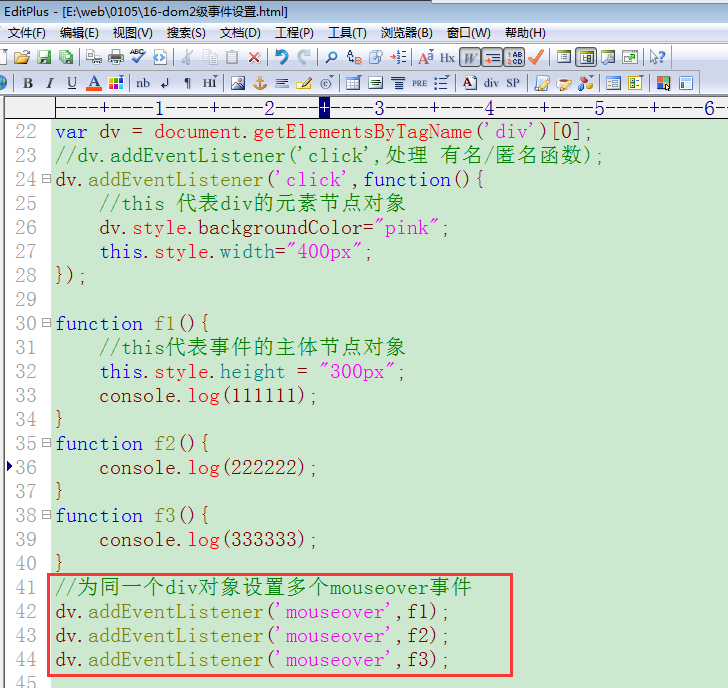 EditPlus - [E:\web\0105\16-dom2级事件设置.html]
文件(F) 编辑(E) 视图(V) 搜索(S) 文档(D) 工程(P) 工具(T) 浏览器(B) 窗口(W) 帮助(H)
Hx W
B I U A nb HI PRE A div SP
----+----1----+----2----+----3----+----4----+----5----+----6--
22 var dv = document.getElementsByTagName('div')[0];
23 //dv.addEventListener('click',处理 有名/匿名函数);
24 dv.addEventListener('click',function(){
25 //this 代表div的元素节点对象
26 dv.style.backgroundColor="pink";
27 this.style.width="400px";
28 });
29
30 function f1(){
31 //this代表事件的主体节点对象
32 this.style.height = "300px";
33 console.log(111111);
34 }
35 function f2(){
36 console.log(222222);
37 }
38 function f3(){
39 console.log(333333);
40 }
41 //为同一个div对象设置多个mouseover事件
42 dv.addEventListener('mouseover',f1);
43 dv.addEventListener('mouseover',f2);
44 dv.addEventListener('mouseover',f3);
45